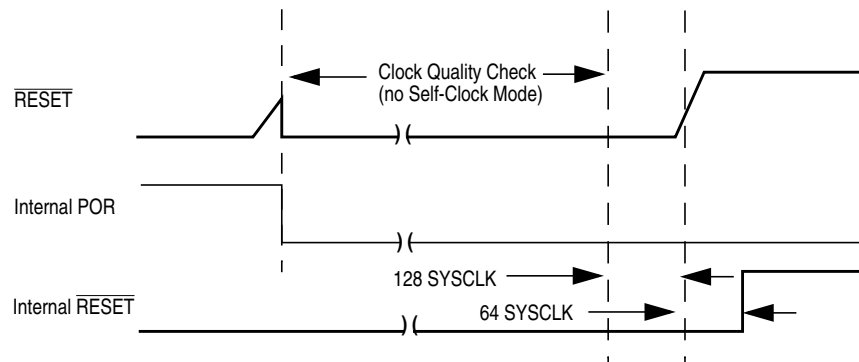 Clock Quality Check
(no Self-Clock Mode)
RESET
Internal POR
128 SYSCLK
64 SYSCLK
Internal RESET